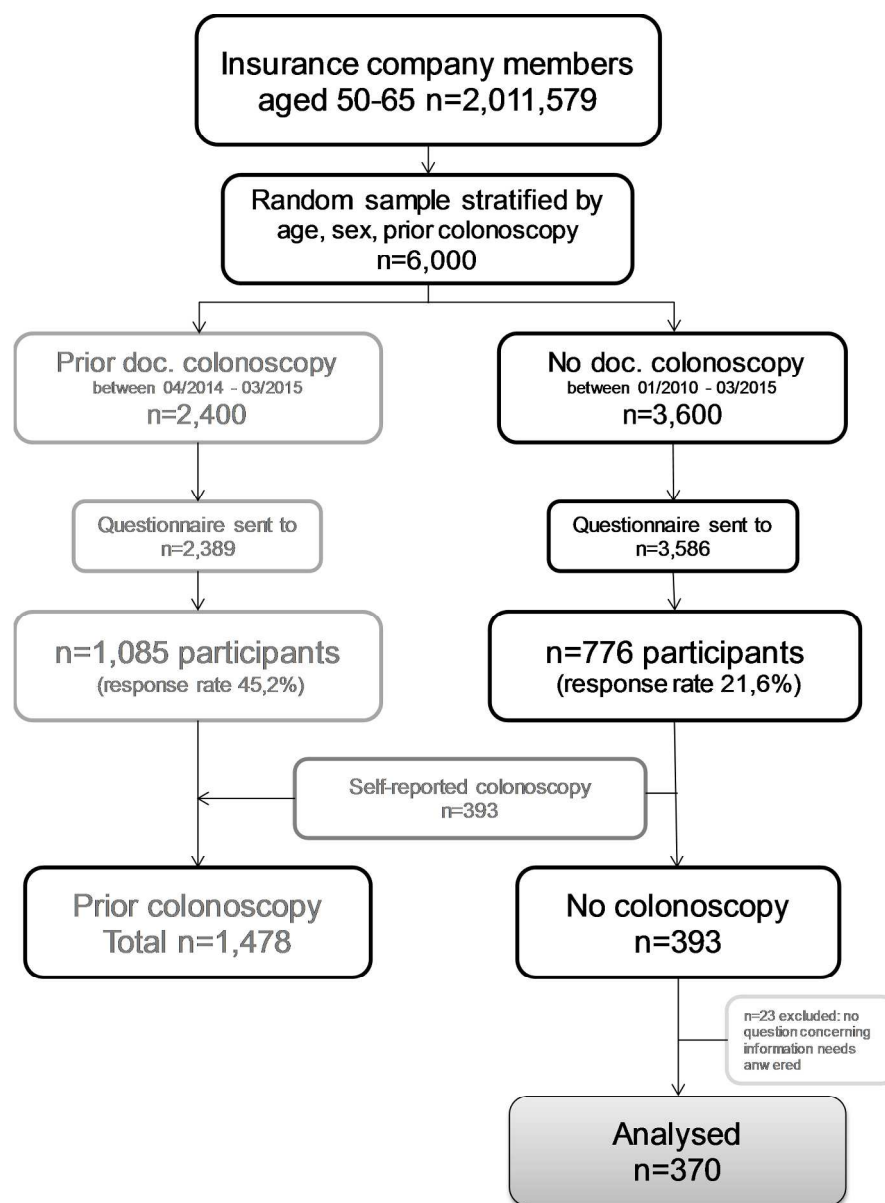 Insurance company members
aged 50-65 n=2,011,579
Random sample stratified by
age, sex, prior colonoscopy
n=6,000
Prior doc. colonoscopy
between 04/2014 - 03/2015
n=2,400
No doc. colonoscopy
between 01/2010 - 03/2015
n=3,600
Questionnaire sent to
n=2,389
Questionnaire sent to
n=3,586
n=1,085 participants
(response rate 45,2%)
n=776 participants
(response rate 21,6%)
Self-reported colonoscopy
n=393
Prior colonoscopy
Total n=1,478
No colonoscopy
n=393
n=23 excluded: no
question concerning
information needs
anw ered
Analysed
n=370